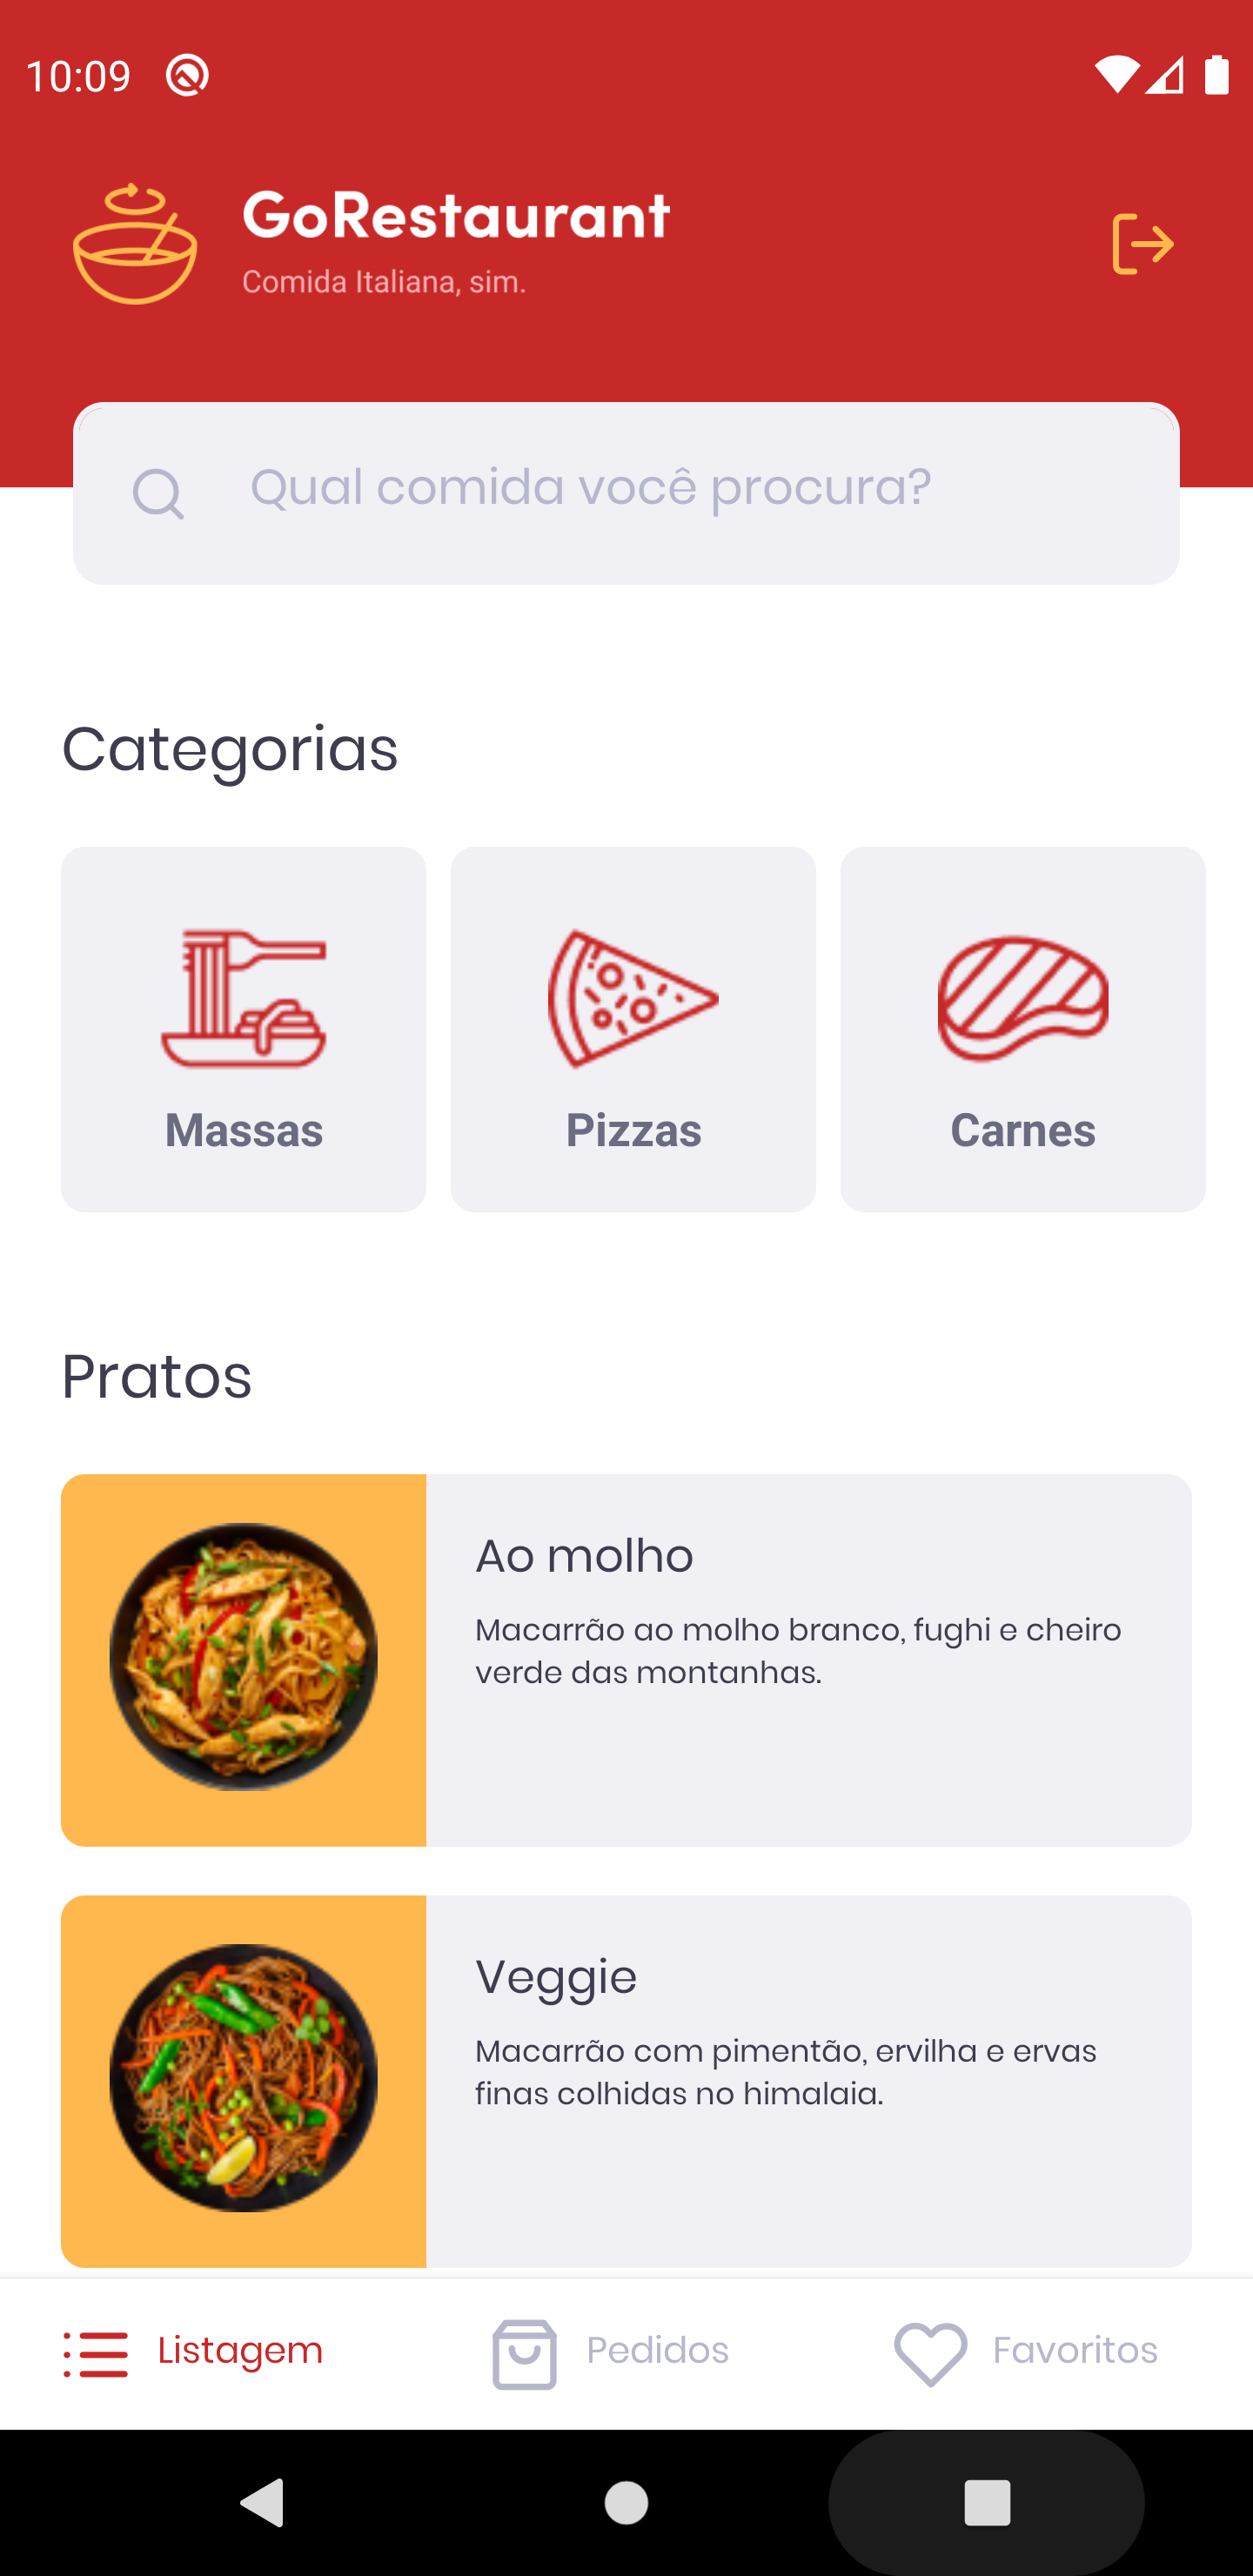 10:09
GoRestaurant
Comida Italiana, sim.
Qual comida você procura?
Categorias
Massas
Pizzas
Carnes
Pratos
Ao molho
Macarrão ao molho branco, fughi e cheiro
verde das montanhas.
Veggie
Macarrão com pimentão, ervilha e ervas
finas colhidas no himalaia.
Listagem
Pedidos
Favoritos